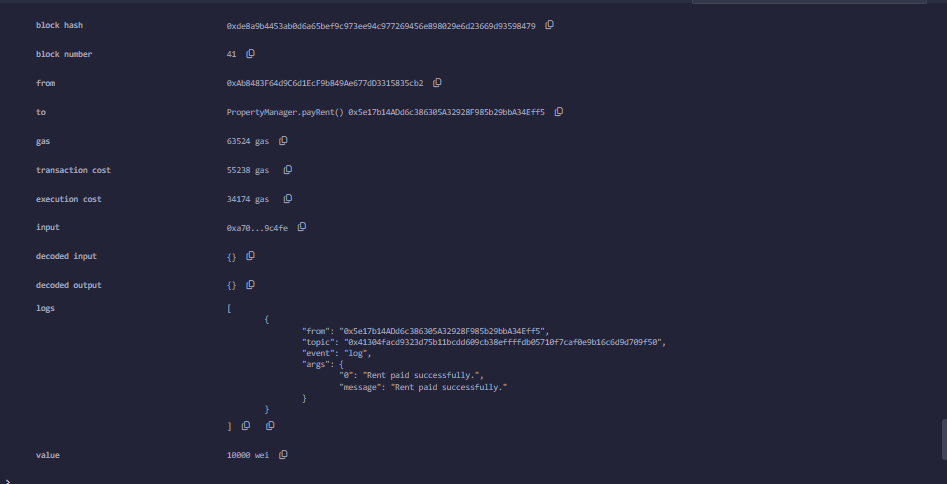 block hash 0xde8a9b4453ab0d6a65bef9c973ee94c977269456e898029e6d23669d93598479
block number 41
from 0xAb8483F64d9C6d1EcF9b849Ae677dD3315835cb2
to PropertyManager.payRent() 0x5e17b14ADd6c386305A32928F985b29bbA34Eff5
gas 63524 gas
transaction cost 55238 gas
execution cost 34174 gas
input 0xa70...9c4fe
decoded input {}
decoded output {}
logs [
{
"from": "0x5e17b14ADd6c386305A32928F985b29bbA34Eff5",
"topic": "0x41304facd9323d75b11bcdd609cb38effffdb05710f7caf0e9b16c6d9d709f50",
"event": "log",
"args": {
"0": "Rent paid successfully.",
"message": "Rent paid successfully."
}
}
]
value 10000 wei